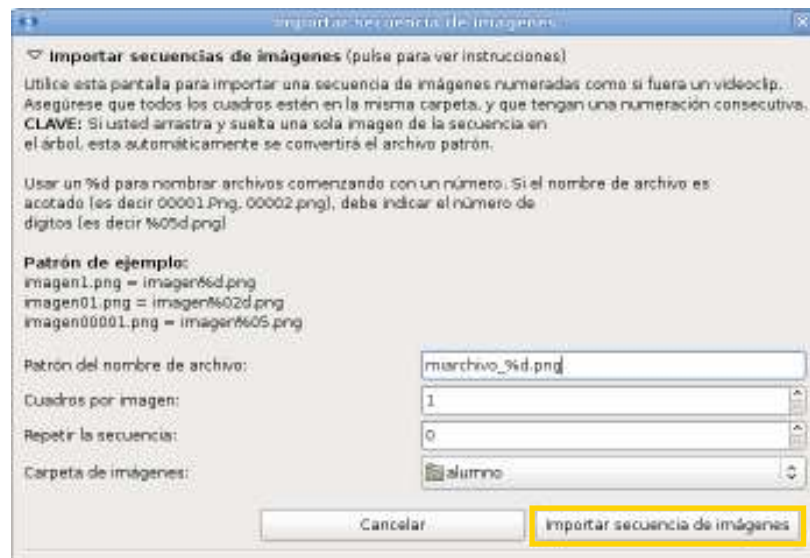 Importar secuencia de imágenes
Importar secuencias de imágenes (pulse para ver instrucciones)
Utilice esta pantalla para importar una secuencia de imágenes numeradas como si fuera un videoclip.
Asegúrese que todos los cuadros estén en la misma carpeta, y que tengan una numeración consecutiva.
CLAVE: Si usted arrastra y suelta una sola imagen de la secuencia en
el árbol, esta automáticamente se convertirá el archivo patrón.
Usar un %d para nombrar archivos comenzando con un número. Si el nombre de archivo es
acotado (es decir 00001.Png, 00002.png), debe indicar el número de
digitos (es decir %05d.png)
Patrón de ejemplo:
imagen1.png = imagen%d.png
imagen01.png = imagen%02d.png
imagen00001.png = imagen%05.png
Patrón del nombre de archivo: miarchivo_%d.png
Cuadros por imagen: 1
Repetir la secuencia: 0
Carpeta de imágenes: alumno
Cancelar Importar secuencia de imágenes